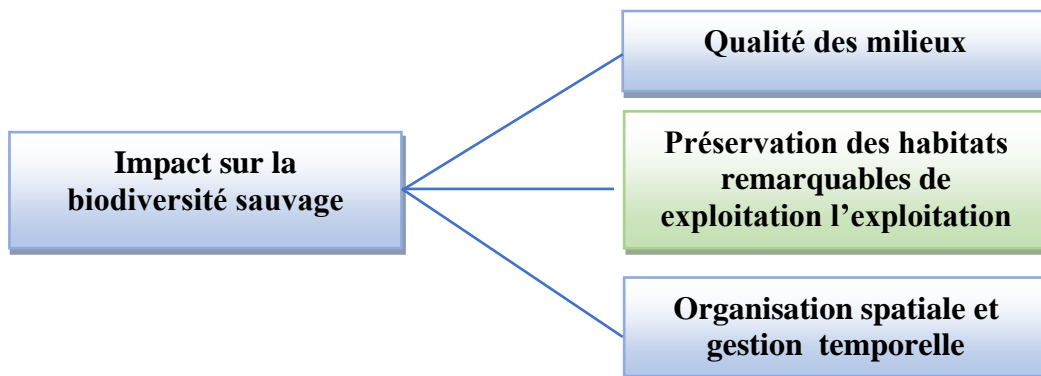 Qualité des milieux
Impact sur la
biodiversité sauvage
Préservation des habitats
remarquables de
exploitation l’exploitation
Organisation spatiale et
gestion temporelle